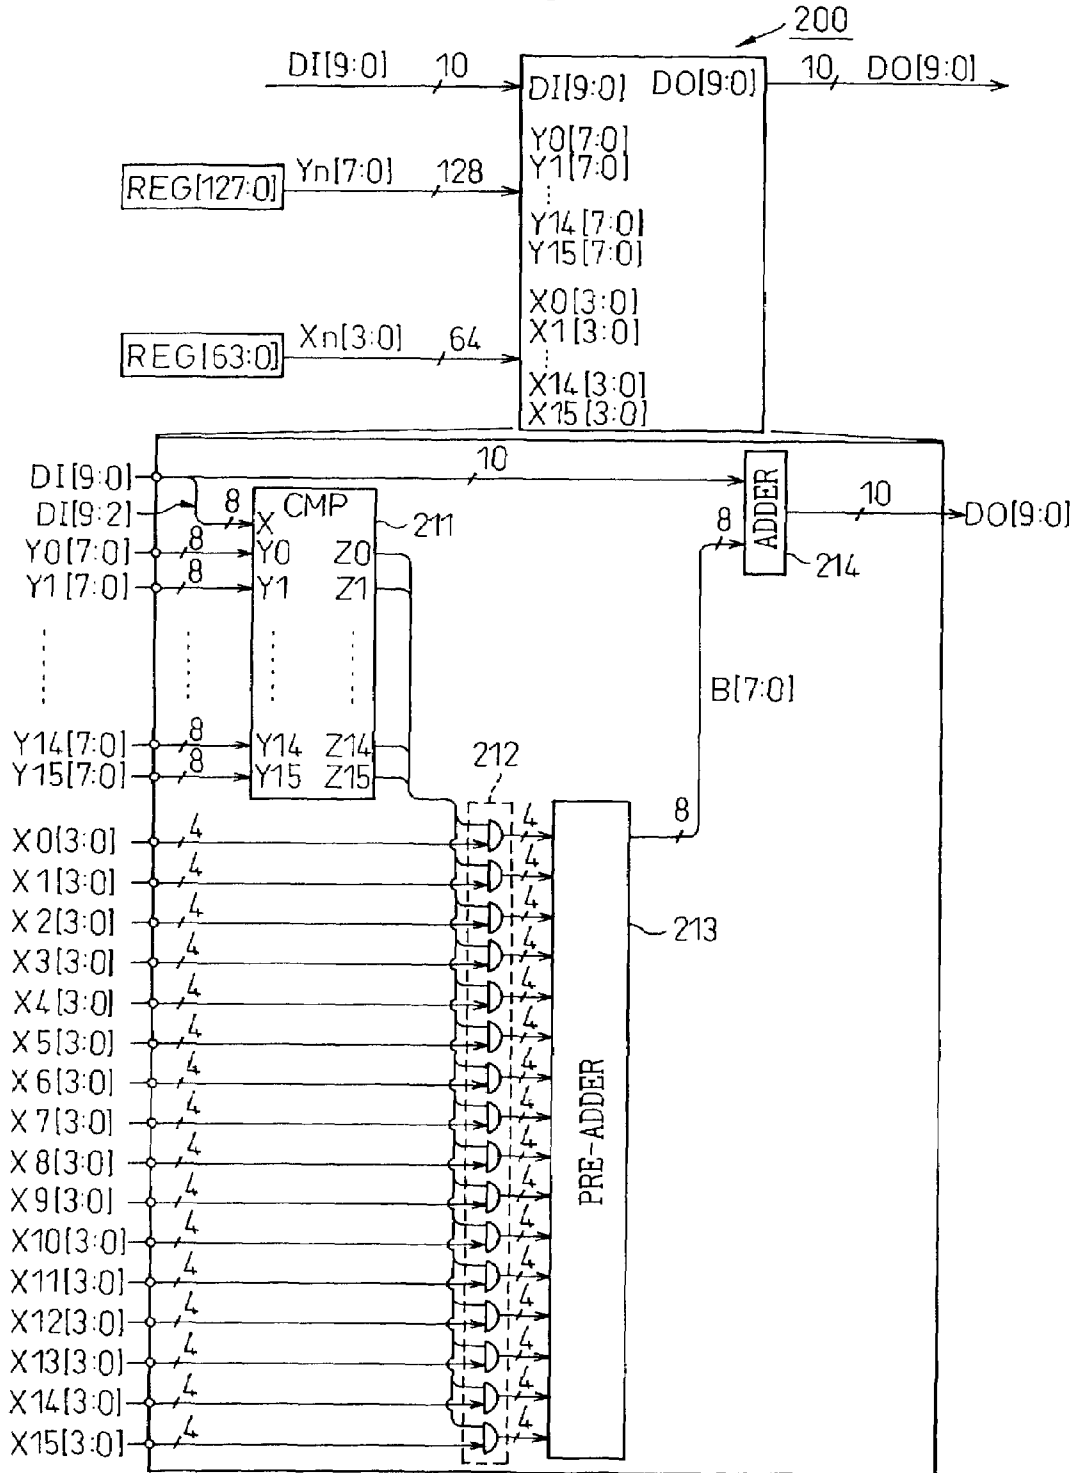 200
DI[9:0] 10 DI[9:0] DO[9:0] 10 DO[9:0]
Y0[7:0]
Y1[7:0]
REG[127:0] Yn[7:0] 128
Y14[7:0]
Y15[7:0]
X0[3:0]
X1[3:0]
REG[63:0] Xn[3:0] 64
X14[3:0]
X15[3:0]
DI[9:0] 10 ADDER 10 DO[9:0]
DI[9:2] 8 X CMP 211 8 214
Y0[7:0] 8 Y0 Z0
Y1[7:0] 8 Y1 Z1
B[7:0]
Y14[7:0] 8 Y14 Z14
Y15[7:0] 8 Y15 Z15
212
X0[3:0] 4 4 8
X1[3:0] 4 4
X2[3:0] 4 4 213
X3[3:0] 4 4
X4[3:0] 4 4
X5[3:0] 4 4
X6[3:0] 4 4
X7[3:0] 4 4
PRE-ADDER
X8[3:0] 4 4
X9[3:0] 4 4
X10[3:0] 4 4
X11[3:0] 4 4
X12[3:0] 4 4
X13[3:0] 4 4
X14[3:0] 4 4
X15[3:0] 4 4